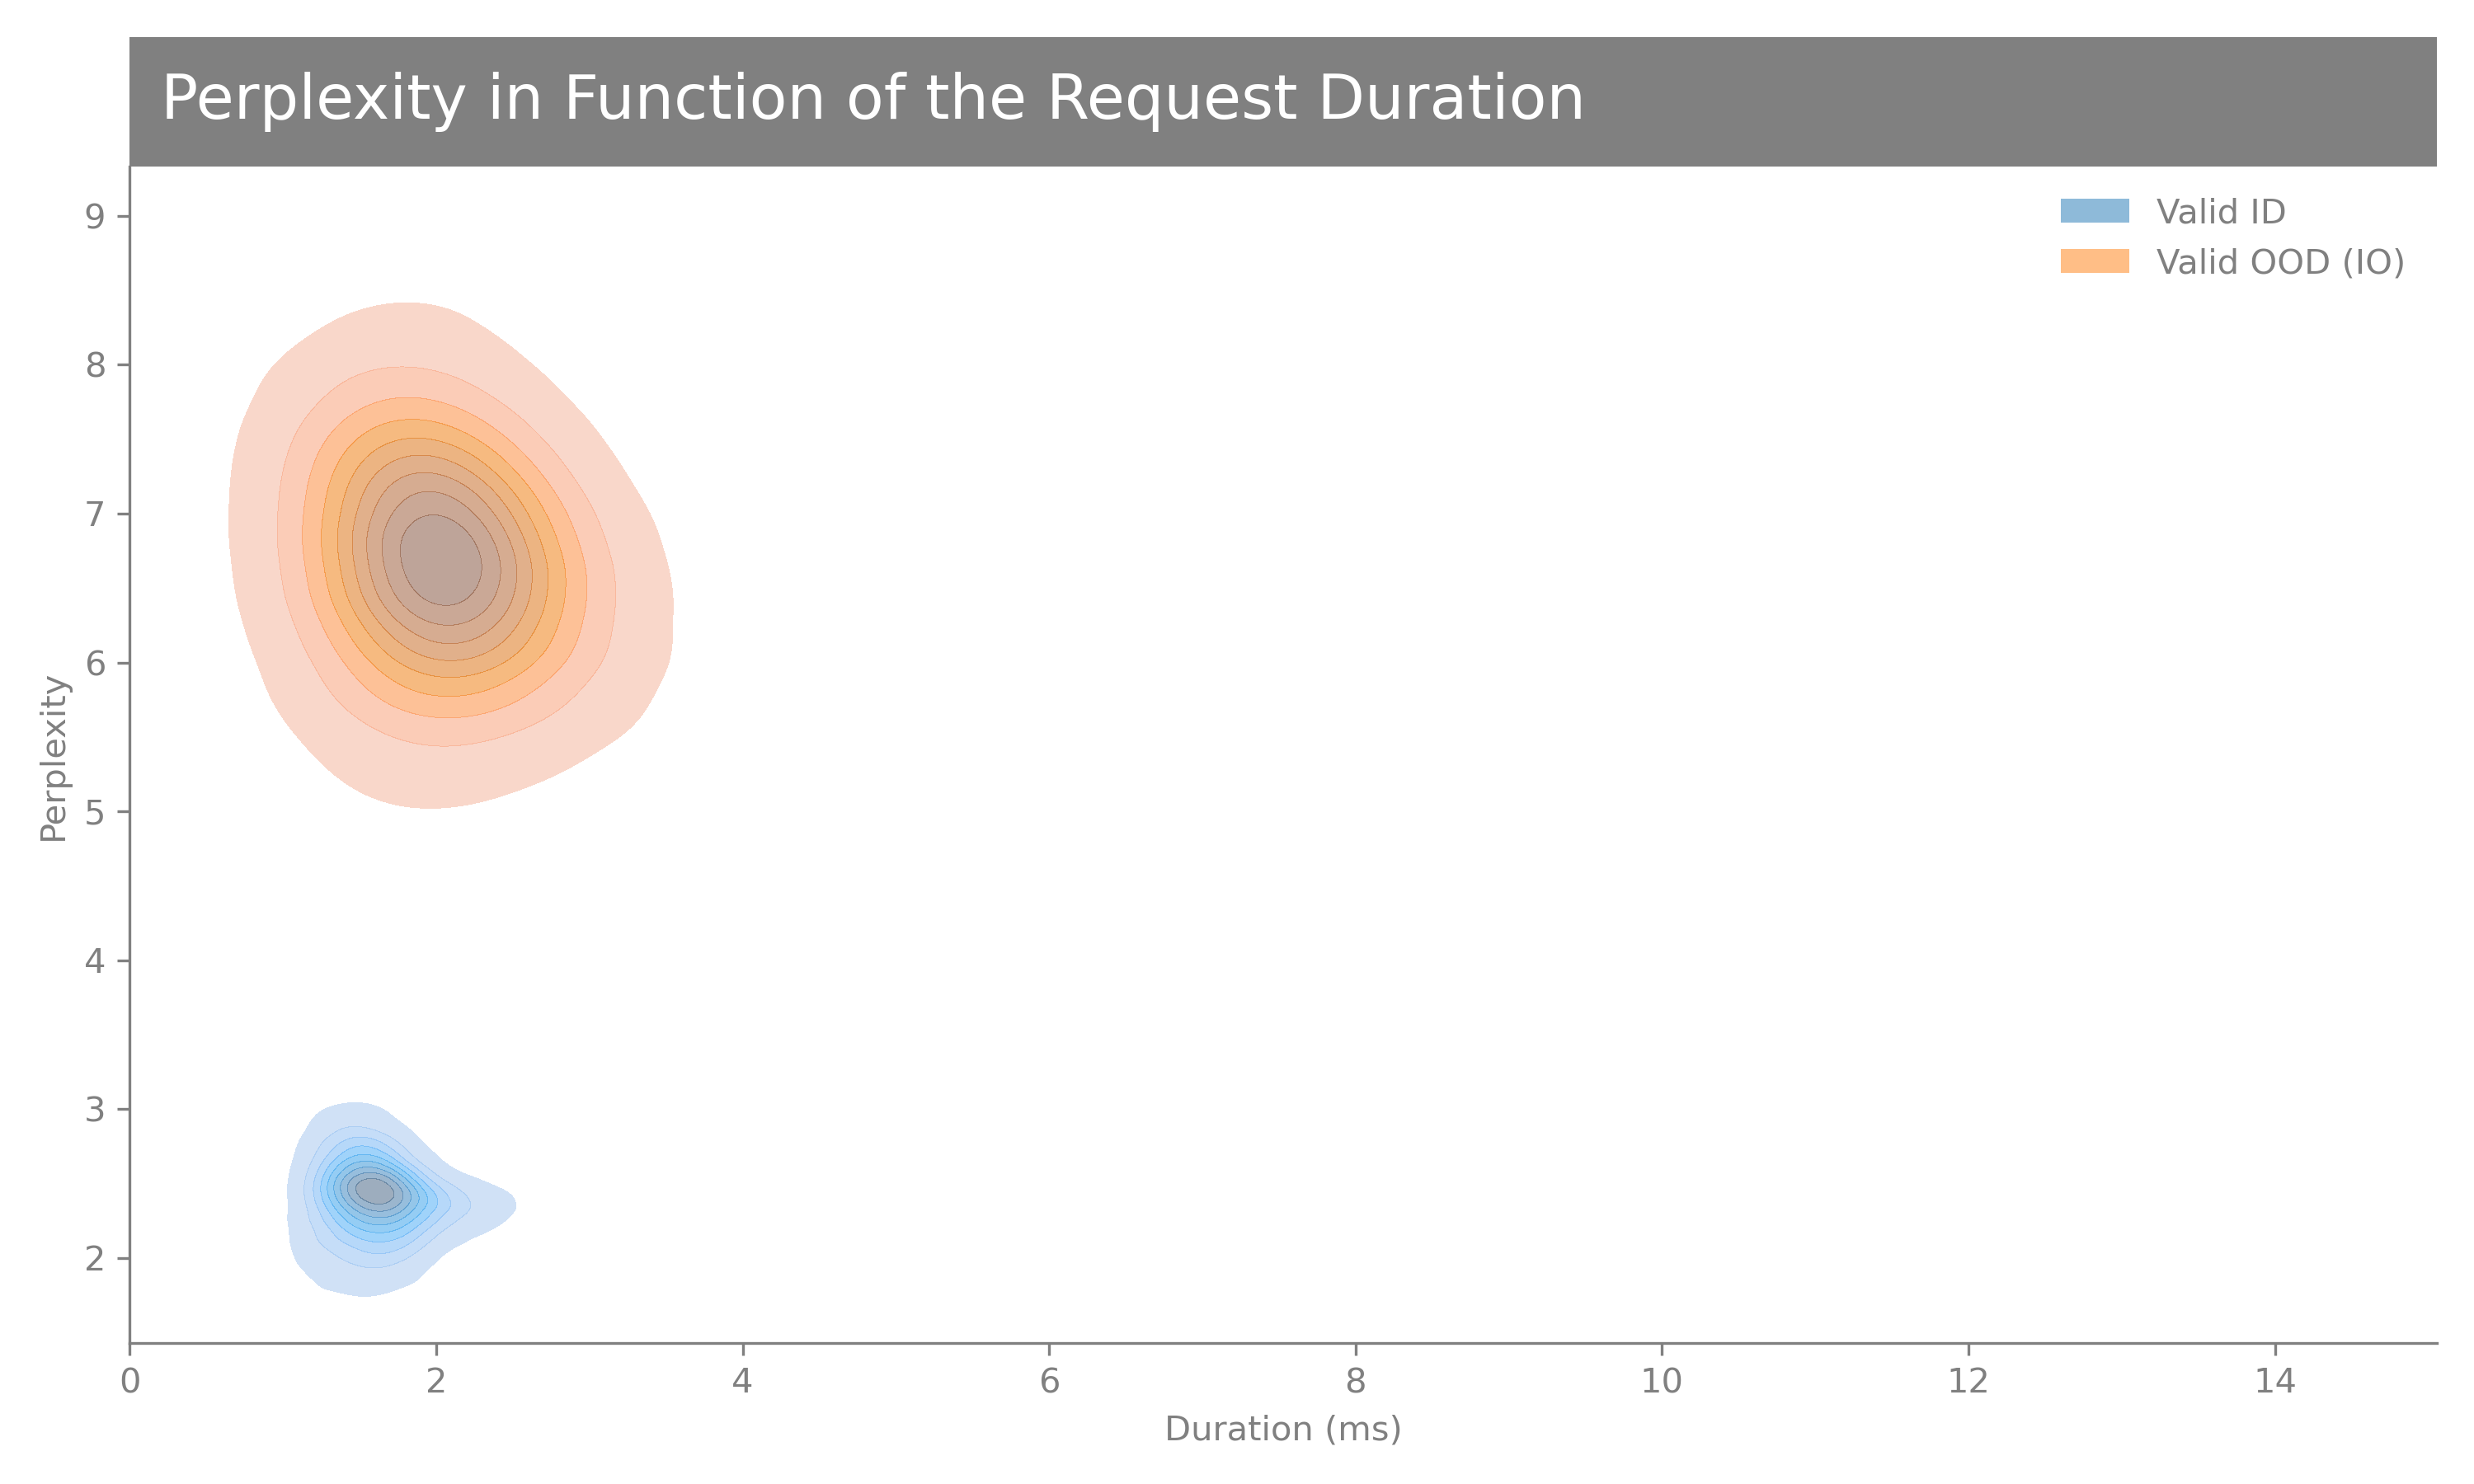 Perplexity in Function of the Request Duration
Valid ID
Valid OOD (IO)
9
8
7
6
5
4
3
2
Perplexity
0 2 4 6 8 10 12 14
Duration (ms)